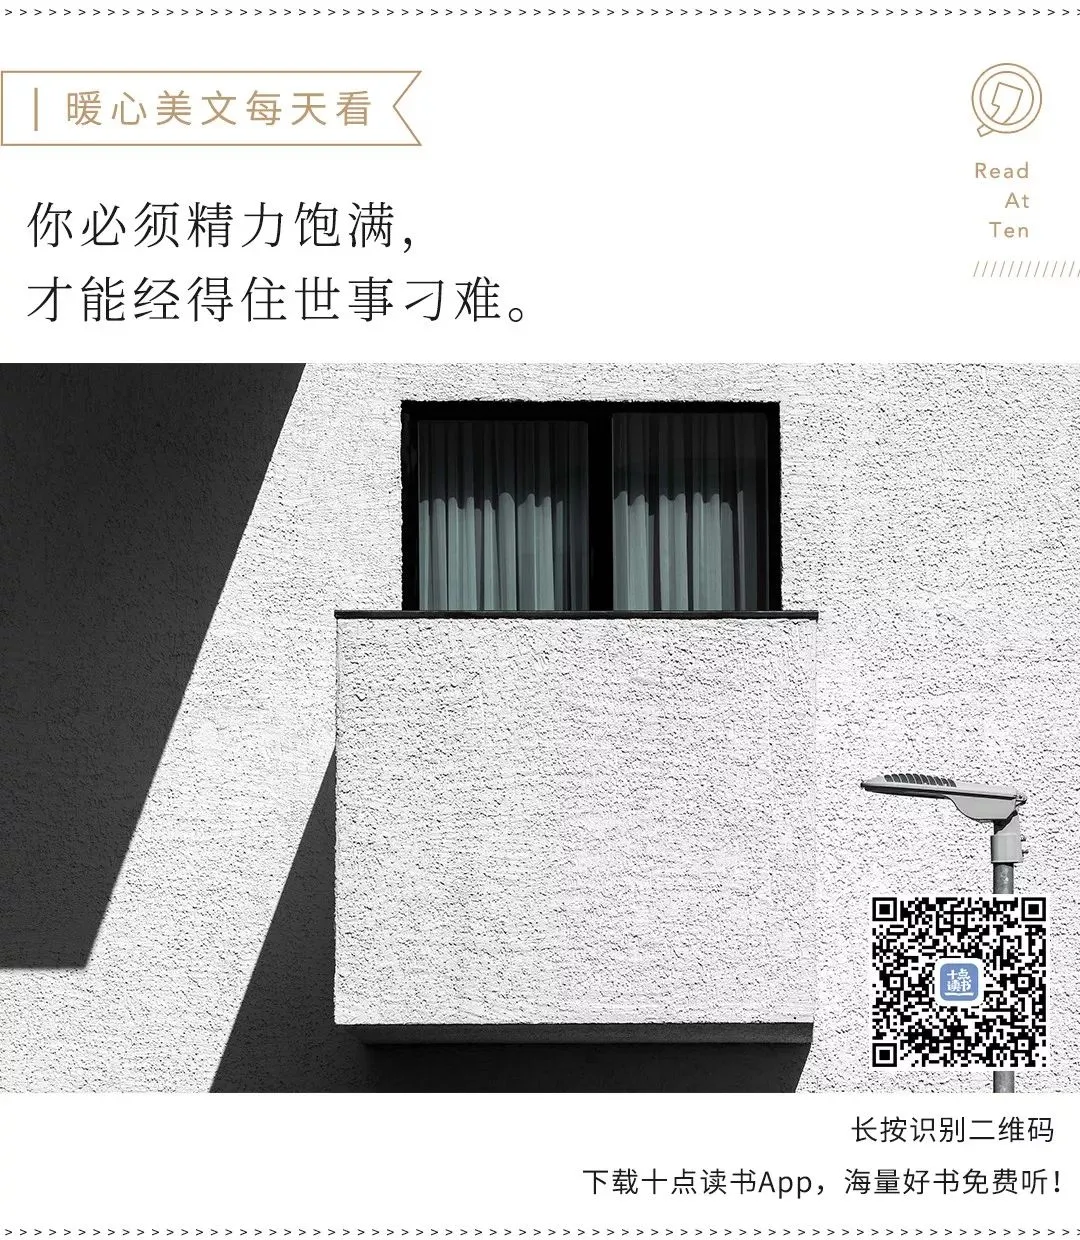 > > > > > > > > > > > > > > > > > > > > > > > > > > > > > > > > > > > > > > > > > > > > > > > > > > > > > > > > > > > > > > > > > > > > > > >
| 暖心美文每天看
Read
At
Ten
/////////////
你必须精力饱满，
才能经得住世事刁难。
十点
读书
长按识别二维码
下载十点读书App，海量好书免费听！